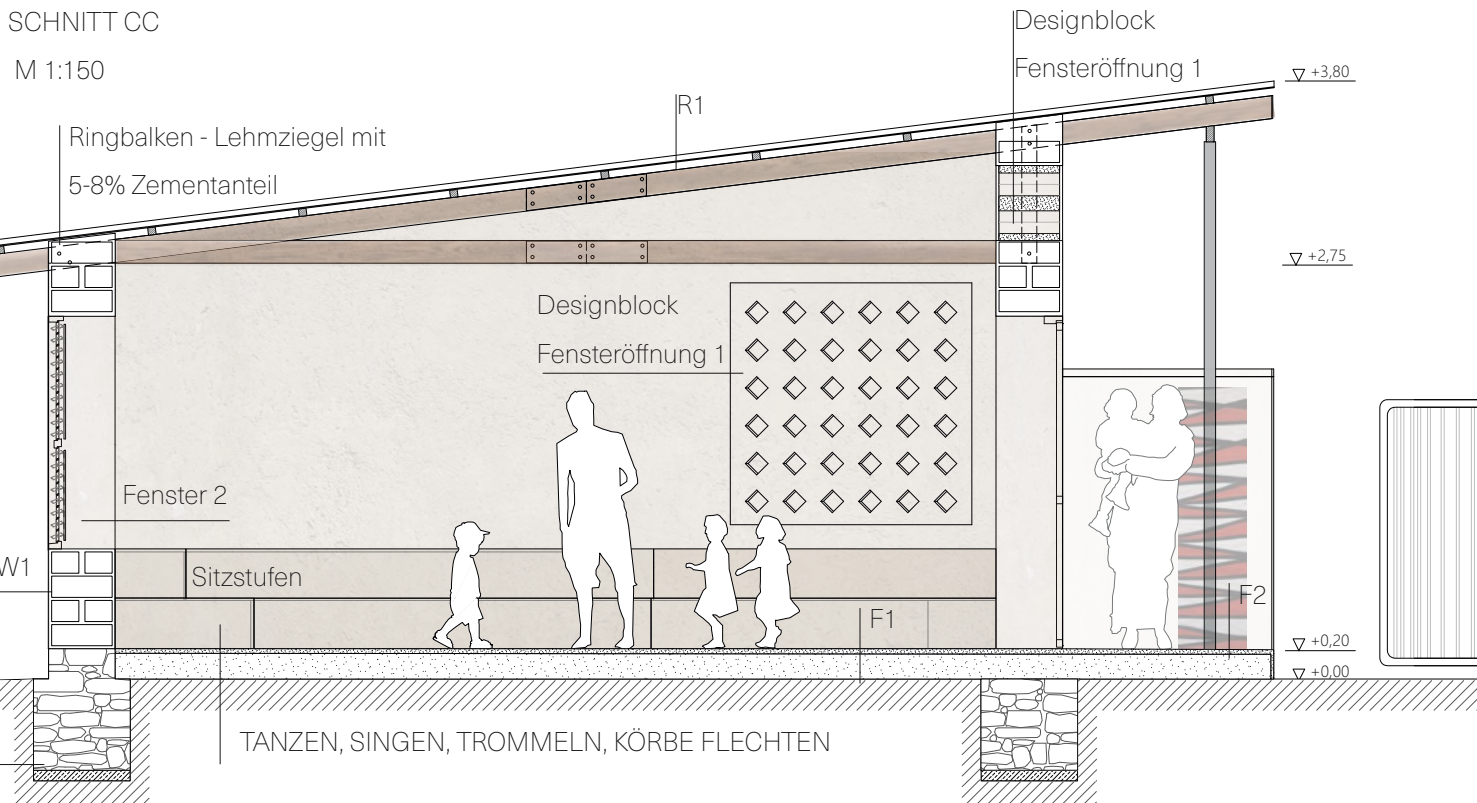 SCHNITT CC
M 1:150
Designblock
Fensteröffnung 1
+3,80
R1
Ringbalken - Lehmziegel mit
5-8% Zementanteil
+2,75
Designblock
Fensteröffnung 1
Fenster 2
W1
Sitzstufen
F1
F2
+0,20
+0,00
TANZEN, SINGEN, TROMMELN, KÖRBE FLECHTEN